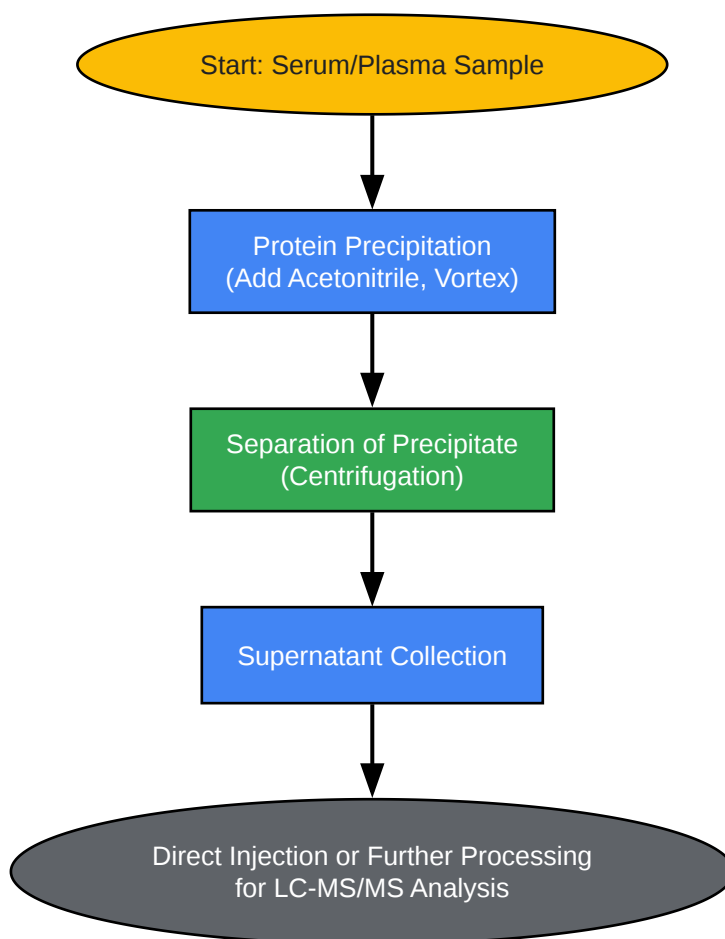 Start: Serum/Plasma Sample
Protein Precipitation
(Add Acetonitrile, Vortex)
Separation of Precipitate
(Centrifugation)
Supernatant Collection
Direct Injection or Further Processing
for LC-MS/MS Analysis